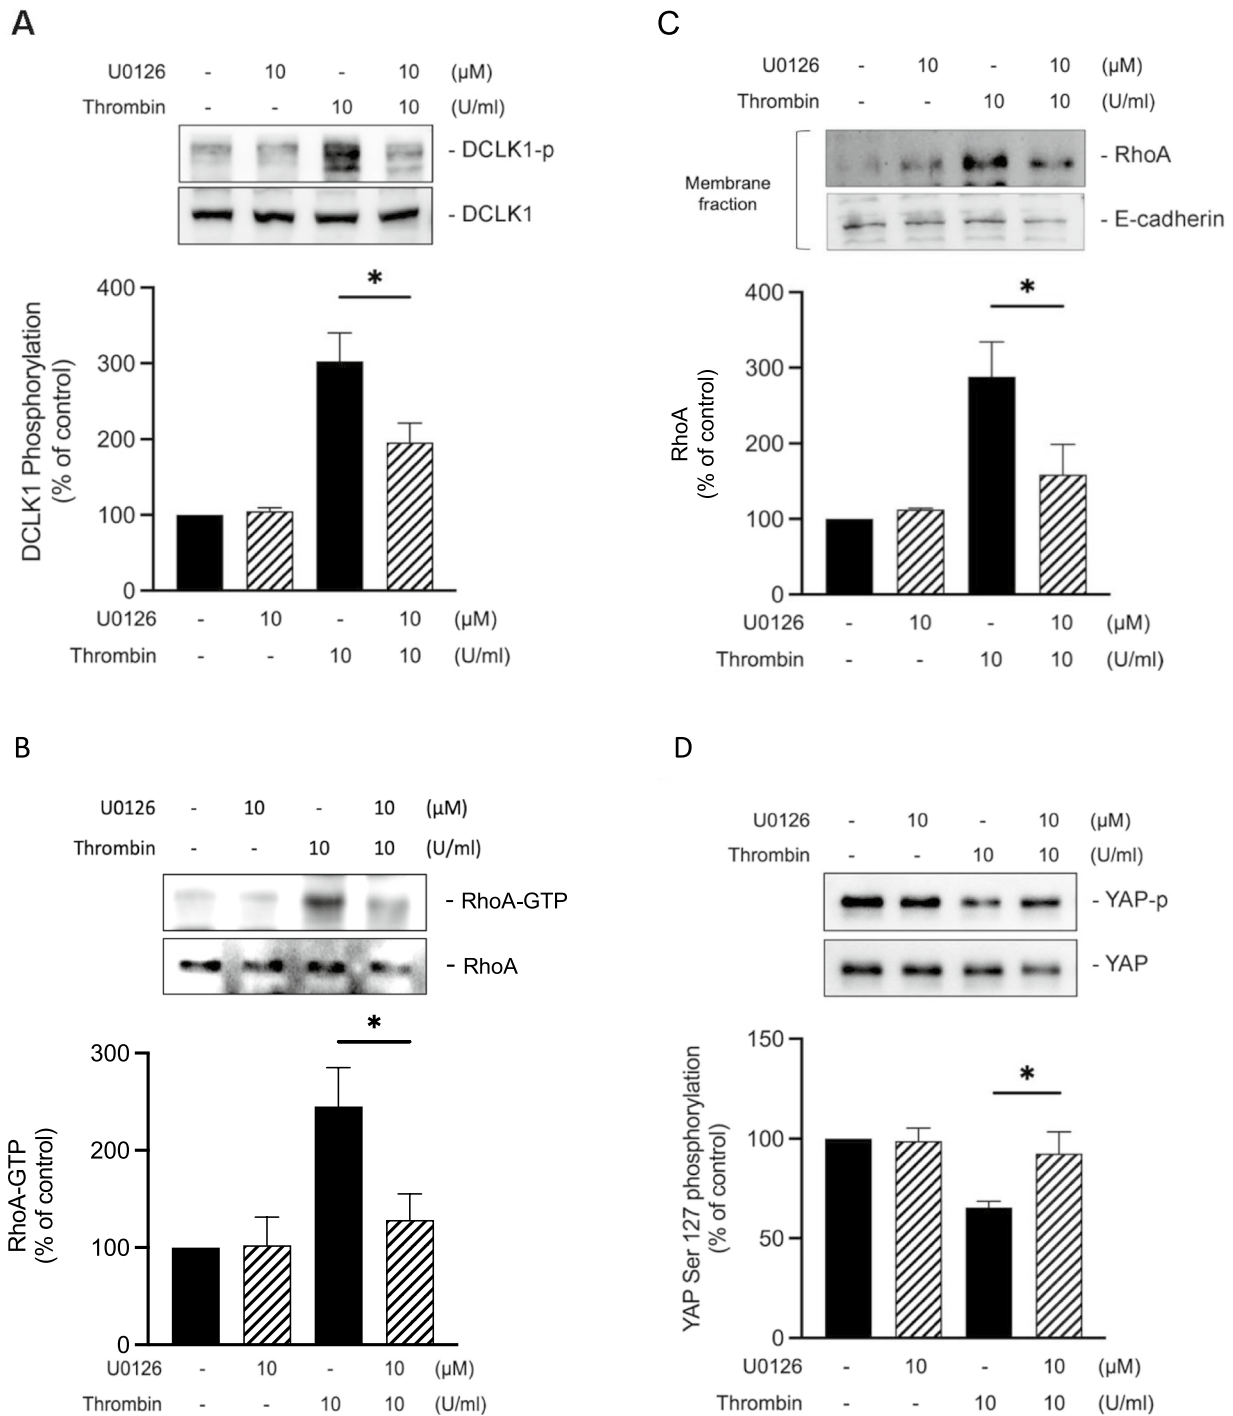 A
U0126 - 10 - 10 (µM)
Thrombin - - 10 10 (U/ml)
- DCLK1-p
- DCLK1
*
400
300
200
100
0
DCLK1 Phosphorylation
(% of control)
U0126 - 10 - 10 (µM)
Thrombin - - 10 10 (U/ml)
C
U0126 - 10 - 10 (µM)
Thrombin - - 10 10 (U/ml)
Membrane
fraction
- RhoA
- E-cadherin
*
400
300
200
100
0
RhoA
(% of control)
U0126 - 10 - 10 (µM)
Thrombin - - 10 10 (U/ml)
B
U0126 - 10 - 10 (µM)
Thrombin - - 10 10 (U/ml)
- RhoA-GTP
- RhoA
*
300
200
100
0
RhoA-GTP
(% of control)
U0126 - 10 - 10 (µM)
Thrombin - - 10 10 (U/ml)
D
U0126 - 10 - 10 (µM)
Thrombin - - 10 10 (U/ml)
- YAP-p
- YAP
*
150
100
50
0
YAP Ser 127 phosphorylation
(% of control)
U0126 - 10 - 10 (µM)
Thrombin - - 10 10 (U/ml)